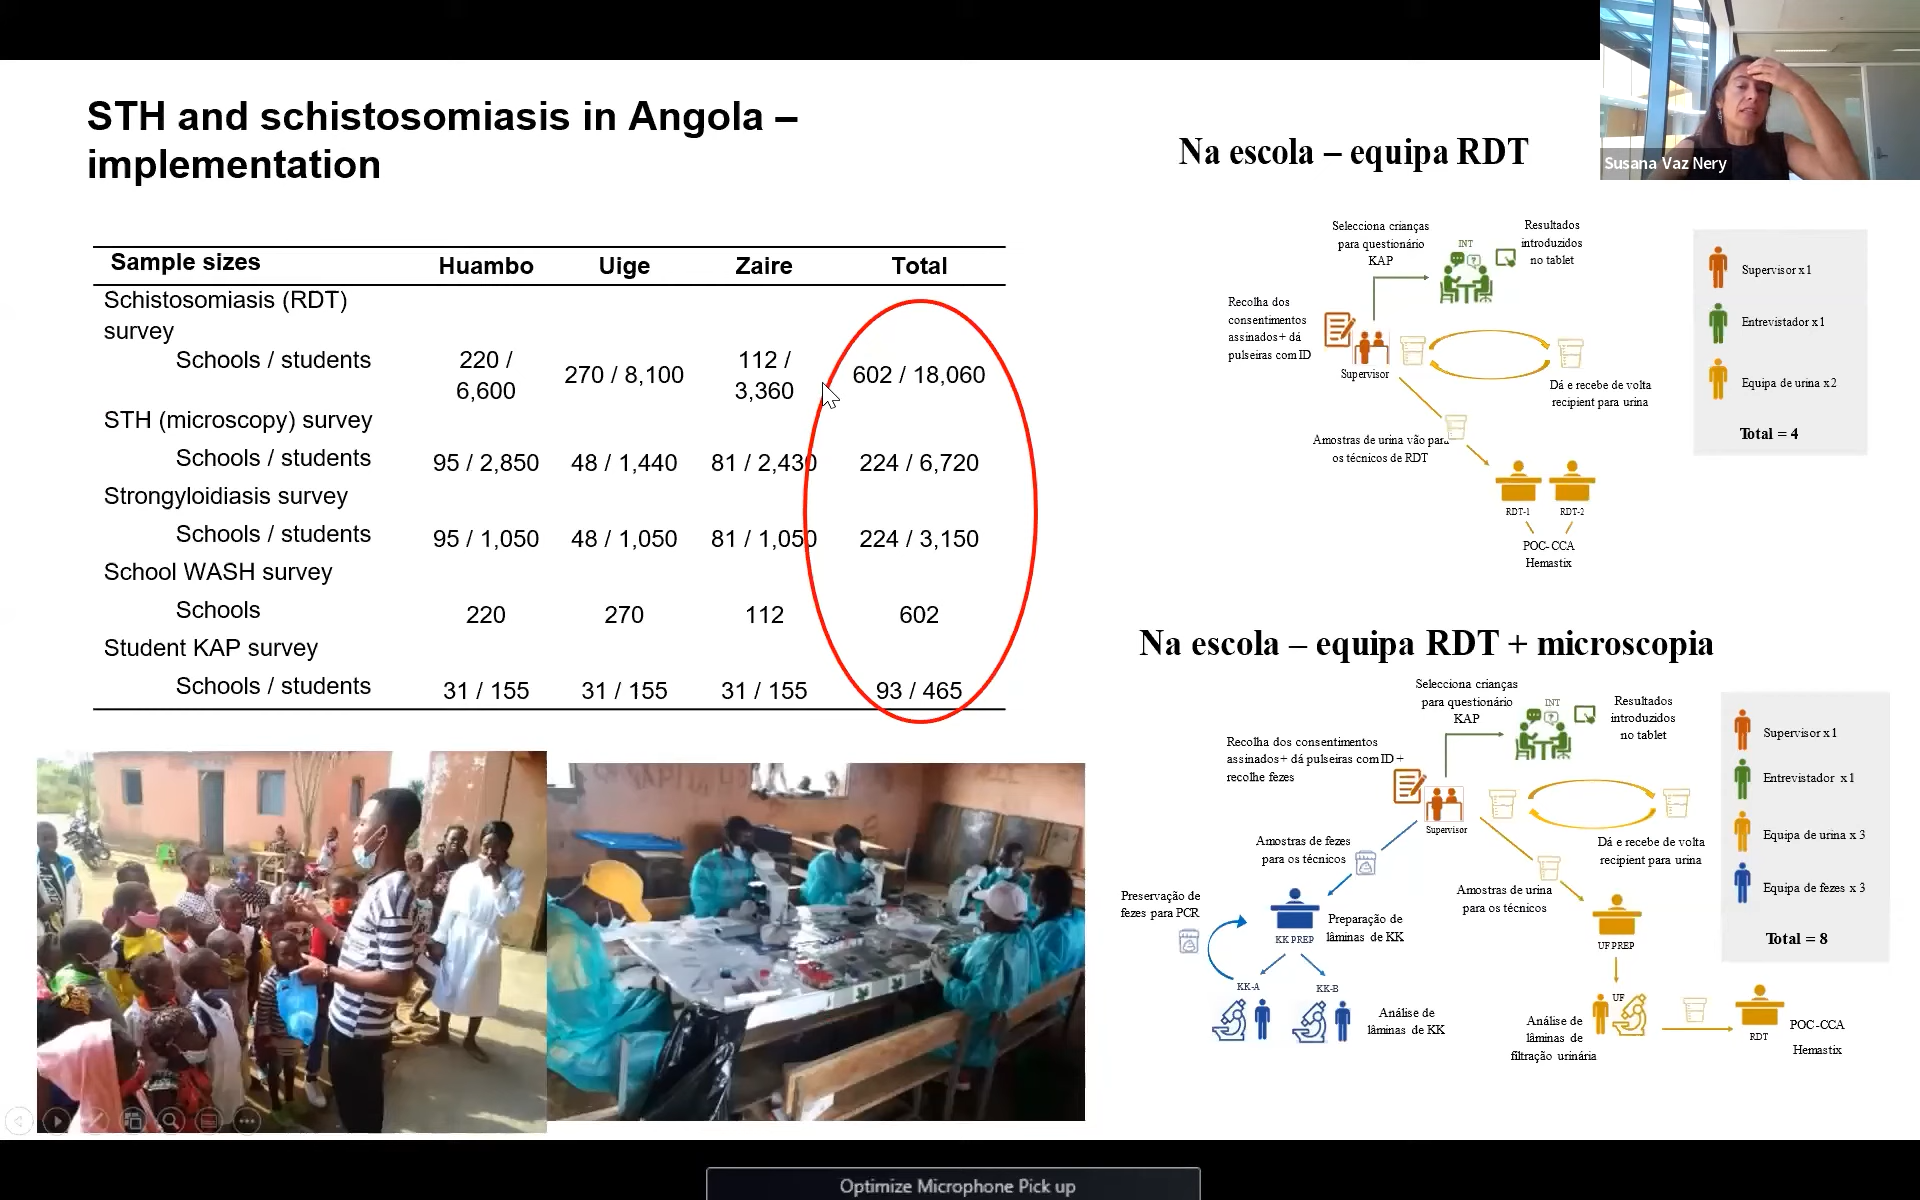 STH and schistosomiasis in Angola –
implementation
Sample sizes Huambo Uige Zaire Total
Schistosomiasis (RDT)
survey
Schools / students 220 / 6,600 270 / 8,100 112 / 3,360 602 / 18,060
STH (microscopy) survey
Schools / students 95 / 2,850 48 / 1,440 81 / 2,430 224 / 6,720
Strongyloidiasis survey
Schools / students 95 / 1,050 48 / 1,050 81 / 1,050 224 / 3,150
School WASH survey
Schools 220 270 112 602
Student KAP survey
Schools / students 31 / 155 31 / 155 31 / 155 93 / 465
Susana Vaz Nery
Na escola – equipa RDT
Selecciona crianças
para questionário
KAP
INT
Resultados
introduzidos
no tablet
Recolha dos
consentimentos
assinados+ dá
pulseiras com ID
Supervisor
Dá e recebe de volta
recipient para urina
Amostras de urina vão para
os técnicos de RDT
RDT-1
RDT-2
POC-CCA
Hemastix
Supervisor x1
Entrevistador x1
Equipa de urina x2
Total = 4
Na escola – equipa RDT + microscopia
Selecciona crianças
para questionário
KAP
INT
Resultados
introduzidos
no tablet
Recolha dos consentimentos
assinados+ dá pulseiras com ID +
recolhe fezes
Supervisor
Dá e recebe de volta
recipient para urina
Amostras de fezes
para os técnicos
Amostras de urina
para os técnicos
Preservação de
fezes para PCR
KK PREP
Preparação de
lâminas de KK
KK-A
KK-B
Análise de
lâminas de KK
UF PREP
UF
Análise de
lâminas de
filtração urinária
RDT
POC-CCA
Hemastix
Supervisor x1
Entrevistador x1
Equipa de urina x 3
Equipa de fezes x 3
Total = 8
Optimize Microphone Pick up